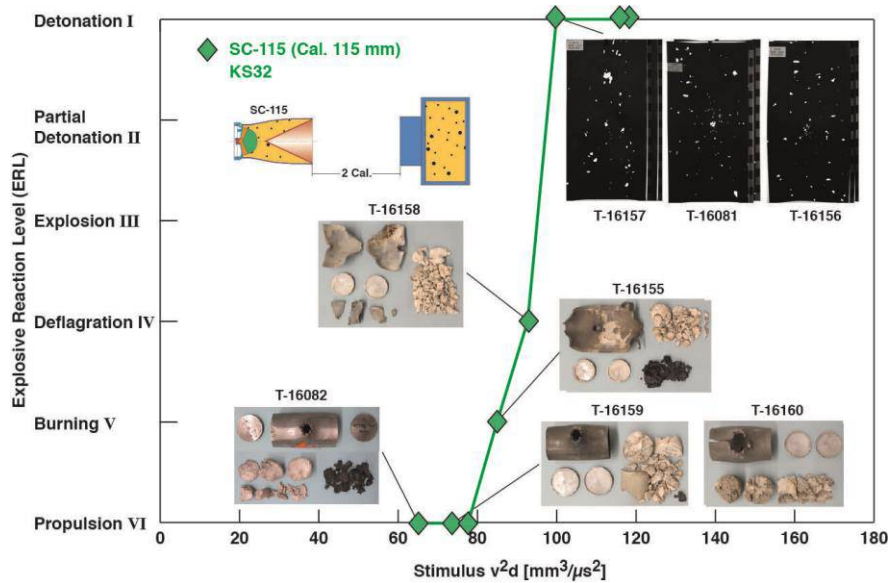 Detonation I
SC-115 (Cal. 115 mm)
KS32
SC-115
Partial
Detonation II
2 Cal.
T-16157
T-16081
T-16156
Explosion III
T-16158
T-16155
Deflagration IV
T-16082
T-16159
T-16160
Burning V
Propulsion VI
Explosive Reaction Level (ERL)
0
20
40
60
80
100
120
140
160
180
Stimulus v²d [mm³/µs²]